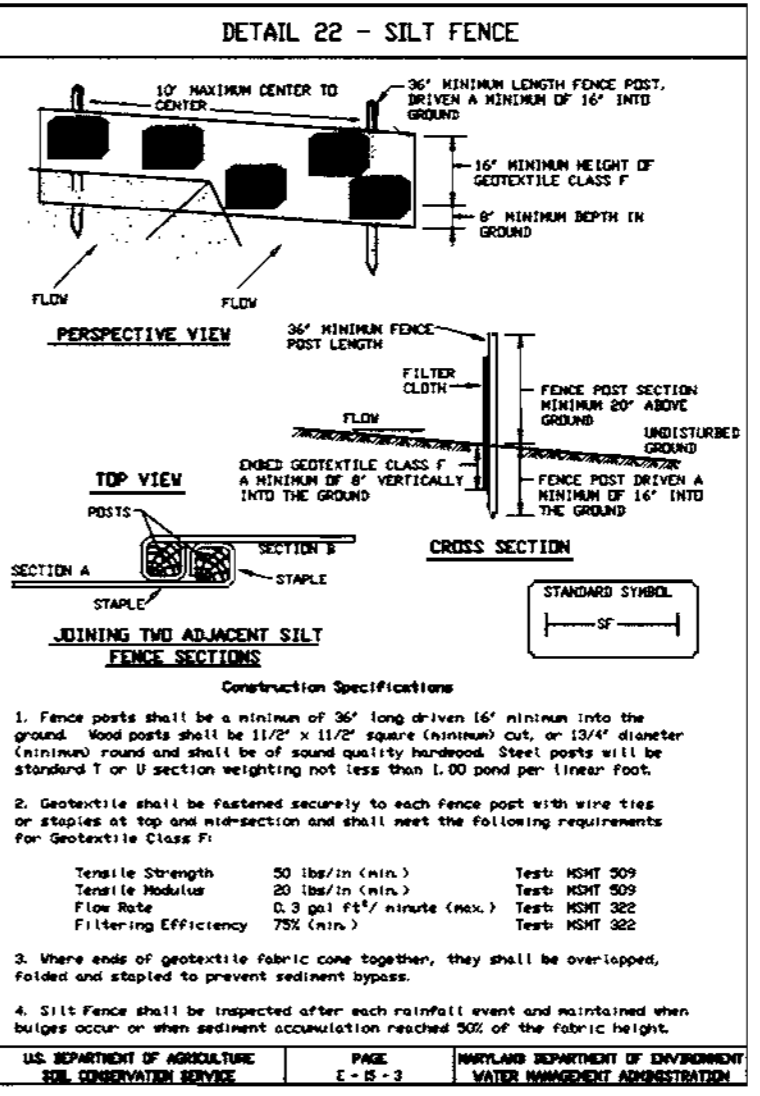 DETAIL 22 - SILT FENCE
10' MAXIMUM CENTER TO
CENTER
36" MINIMUM LENGTH FENCE POST,
DRIVEN A MINIMUM OF 16" INTO
GROUND
16" MINIMUM HEIGHT OF
GEOTEXTILE CLASS F
8" MINIMUM DEPTH IN
GROUND
FLOW
FLOW
PERSPECTIVE VIEW
36" MINIMUM FENCE
POST LENGTH
FILTER
CLOTH
FLOW
FENCE POST SECTION
MINIMUM 20" ABOVE
GROUND
UNDISTURBED
GROUND
EMBED GEOTEXTILE CLASS F
A MINIMUM OF 8" VERTICALLY
INTO THE GROUND
FENCE POST DRIVEN A
MINIMUM OF 16" INTO
THE GROUND
CROSS SECTION
TOP VIEW
POSTS
SECTION B
SECTION A
STAPLE
STAPLE
JOINING TWO ADJACENT SILT
FENCE SECTIONS
STANDARD SYMBOL
SF
Construction Specifications
1. Fence posts shall be a minimum of 36" long driven 16" minimum into the
ground. Wood posts shall be 11/2" x 11/2" square (minimum) cut, or 13/4" diameter
(minimum) round and shall be of sound quality hardwood. Steel posts will be
standard T or U section weighting not less than 1.00 pond per linear foot.
2. Geotextile shall be fastened securely to each fence post with wire ties
or staples at top and mid-section and shall meet the following requirements
for Geotextile Class F:
Tensile Strength 50 lbs/in (min.) Test: MSMT 509
Tensile Modulus 20 lbs/in (min.) Test: MSMT 509
Flow Rate 0.3 gal ft²/ minute (max.) Test: MSMT 322
Filtering Efficiency 75% (min.) Test: MSMT 322
3. Where ends of geotextile fabric come together, they shall be overlapped,
folded and stapled to prevent sediment bypass.
4. Silt Fence shall be inspected after each rainfall event and maintained when
bulges occur or when sediment accumulation reached 50% of the fabric height.
U.S. DEPARTMENT OF AGRICULTURE
SOIL CONSERVATION SERVICE
PAGE
E - 15 - 3
MARYLAND DEPARTMENT OF ENVIRONMENT
WATER MANAGEMENT ADMINISTRATION